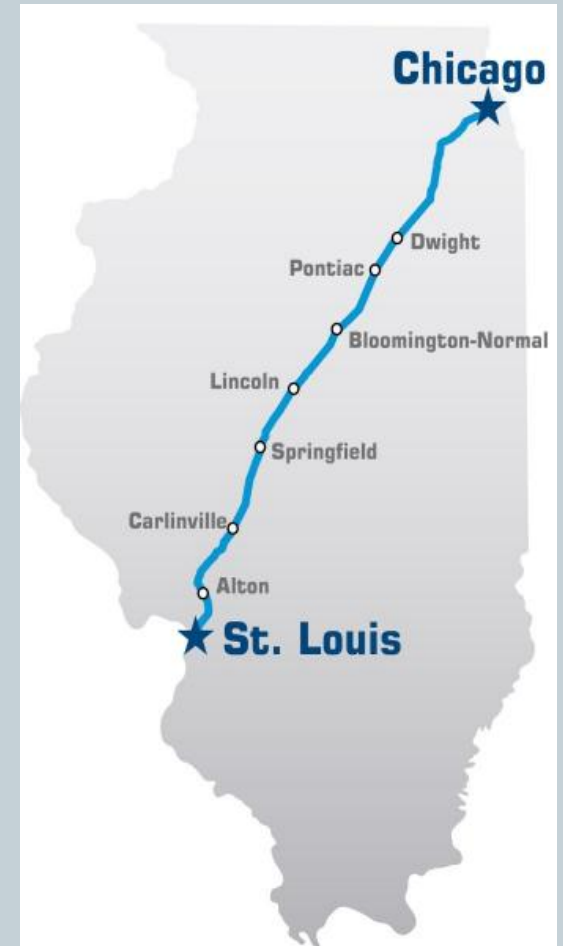 Chicago
Dwight
Pontiac
Bloomington-Normal
Lincoln
Springfield
Carlinville
Alton
St. Louis